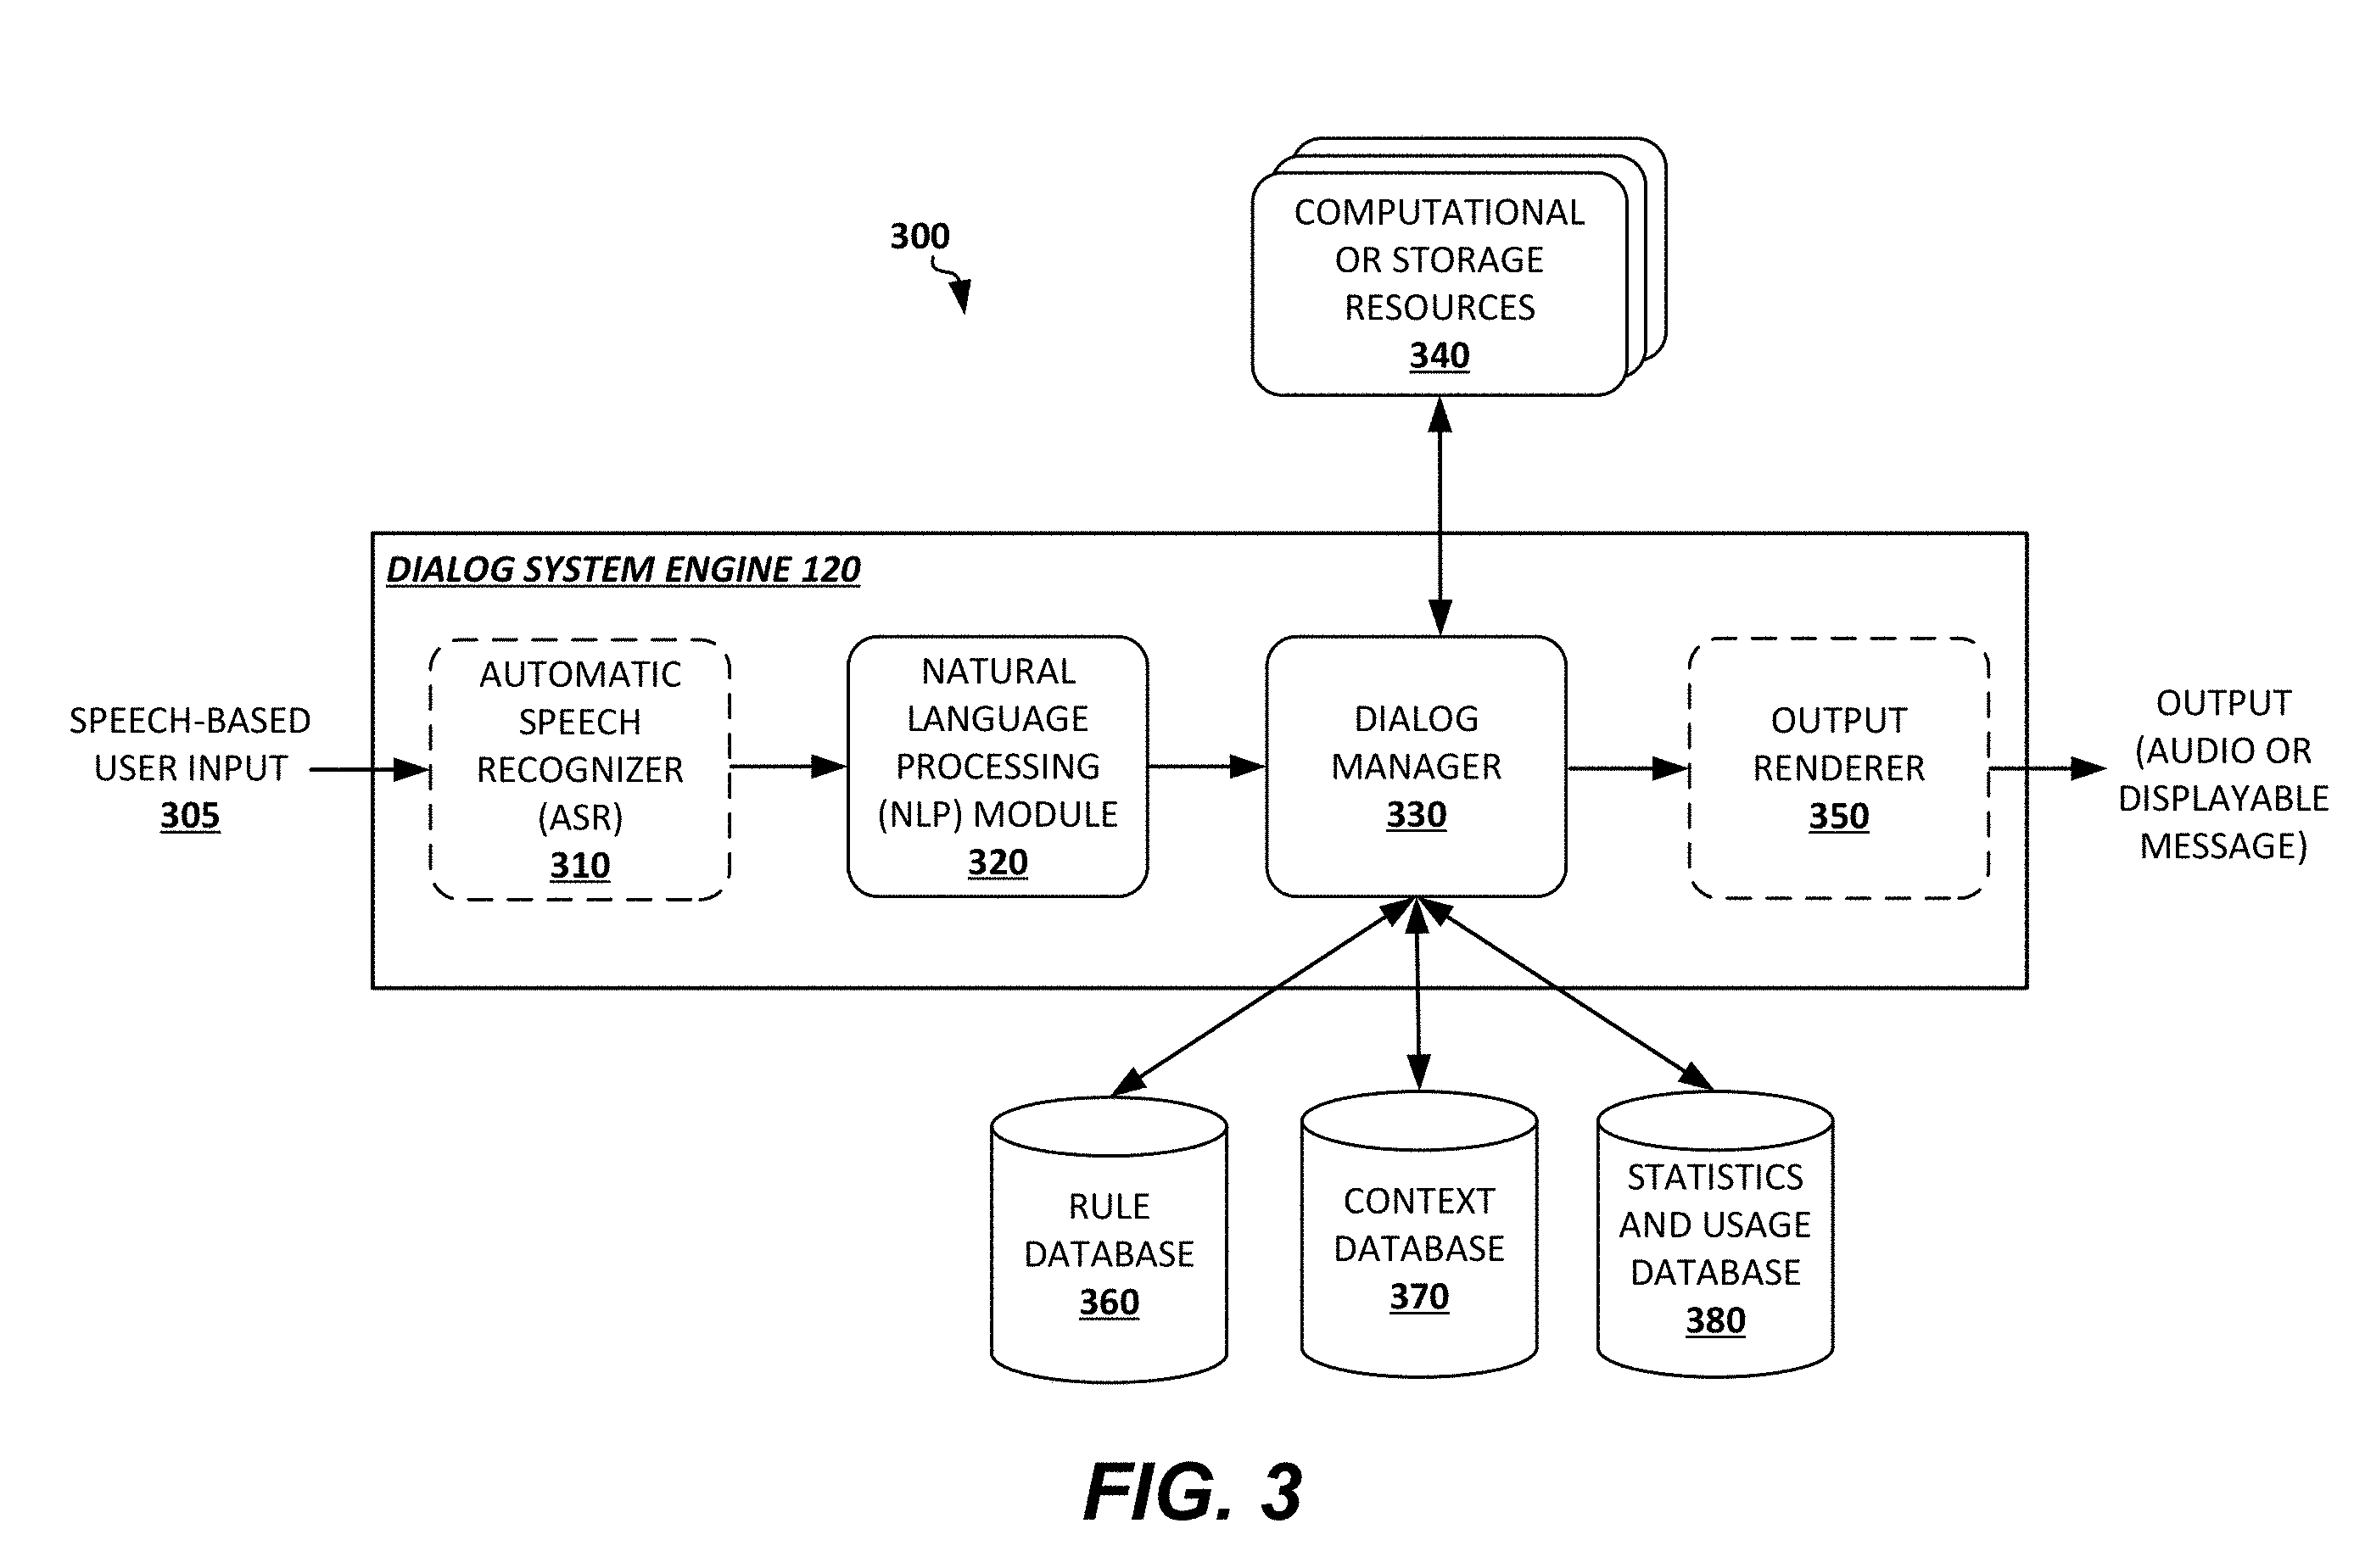 300
COMPUTATIONAL
OR STORAGE
RESOURCES
340
DIALOG SYSTEM ENGINE 120
SPEECH-BASED
USER INPUT
305
AUTOMATIC
SPEECH
RECOGNIZER
(ASR)
310
NATURAL
LANGUAGE
PROCESSING
(NLP) MODULE
320
DIALOG
MANAGER
330
OUTPUT
RENDERER
350
OUTPUT
(AUDIO OR
DISPLAYABLE
MESSAGE)
RULE
DATABASE
360
CONTEXT
DATABASE
370
STATISTICS
AND USAGE
DATABASE
380
FIG. 3